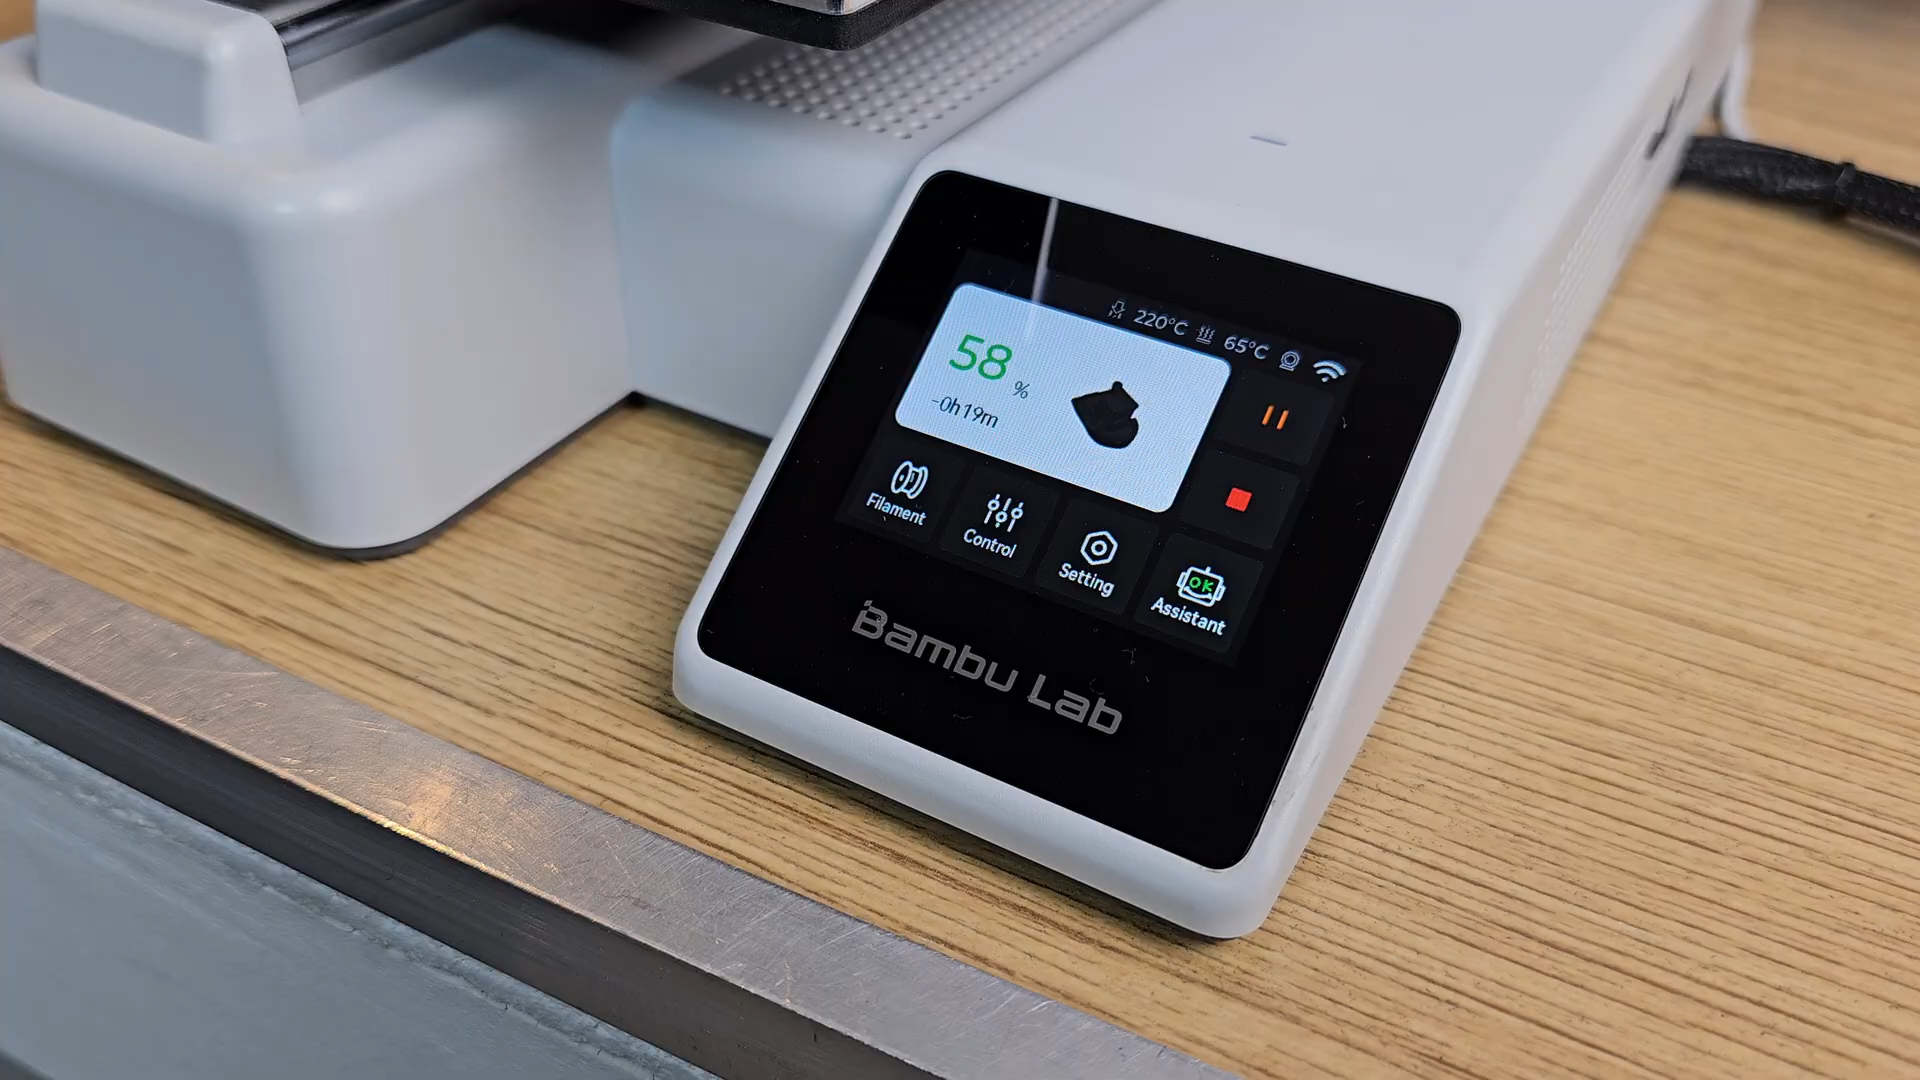 220°C 65°C
58 %
-0h19m
Filament
Control
Setting
OK
Assistant
Bambu Lab